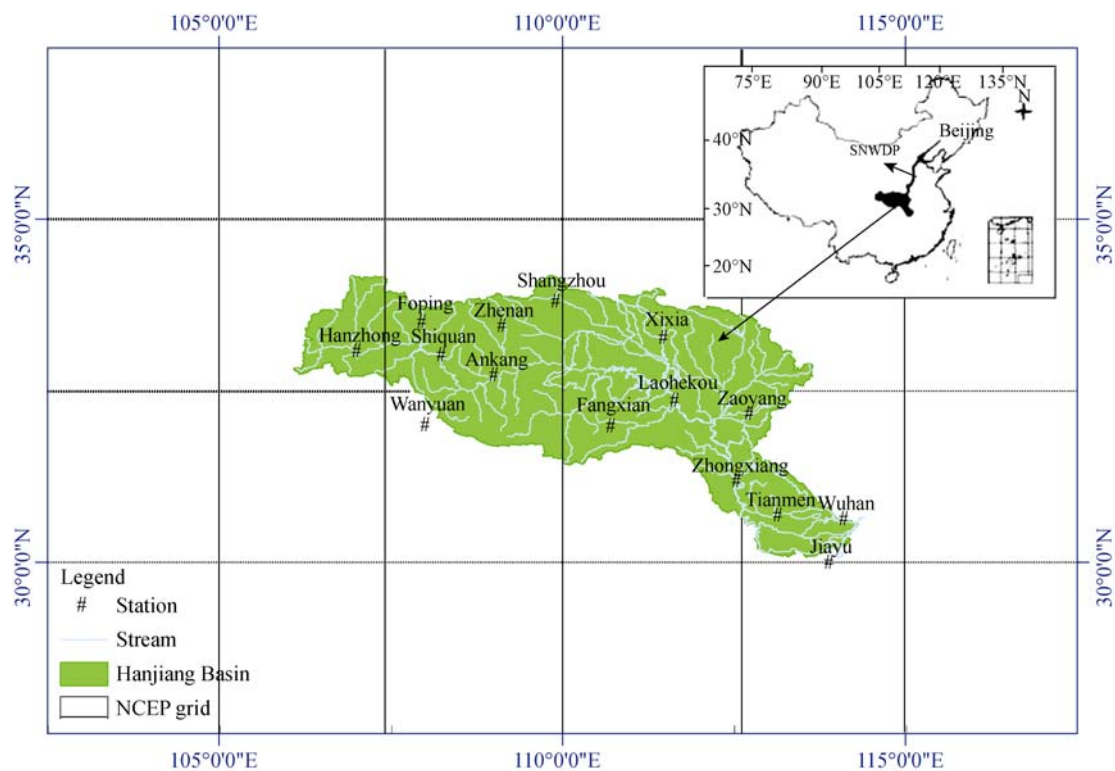 105°0'0"E 110°0'0"E 115°0'0"E
75°E 90°E 105°E 120°E 135°E
N
40°N
30°N
20°N
Beijing
SNWDP
35°0'0"N
35°0'0"N
30°0'0"N
30°0'0"N
Shangzhou
#
Foping
#
Zhenan
#
Xixia
#
Hanzhong
#
Shiquan
#
Ankang
#
Laohekou
#
Wanyuan
#
Fangxian
#
Zaoyang
#
Zhongxiang
#
Tianmen
#
Wuhan
#
Jiayu
#
Legend
# Station
Stream
Hanjiang Basin
NCEP grid
105°0'0"E 110°0'0"E 115°0'0"E